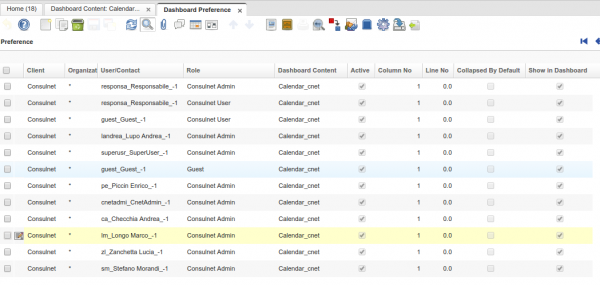 Home (18) Dashboard Content: Calendar... Dashboard Preference
Preference
Client Organizat User/Contact Role Dashboard Content Active Column No Line No Collapsed By Default Show in Dashboard
Consulnet * responsa_Responsabile_-1 Consulnet Admin Calendar_cnet 1 0.0
Consulnet * responsa_Responsabile_-1 Consulnet User Calendar_cnet 1 0.0
Consulnet * guest_Guest_-1 Consulnet User Calendar_cnet 1 0.0
Consulnet * landrea_Lupo Andrea_-1 Consulnet Admin Calendar_cnet 1 0.0
Consulnet * superusr_SuperUser_-1 Consulnet Admin Calendar_cnet 1 0.0
Consulnet * guest_Guest_-1 Guest Calendar_cnet 1 0.0
Consulnet * pe_Piccin Enrico_-1 Consulnet Admin Calendar_cnet 1 0.0
Consulnet * cnetadmi_CnetAdmin_-1 Consulnet Admin Calendar_cnet 1 0.0
Consulnet * ca_Checchia Andrea_-1 Consulnet Admin Calendar_cnet 1 0.0
Consulnet * lm_Longo Marco_-1 Consulnet Admin Calendar_cnet 1 0.0
Consulnet * zl_Zanchetta Lucia_-1 Consulnet Admin Calendar_cnet 1 0.0
Consulnet * sm_Stefano Morandi_-1 Consulnet Admin Calendar_cnet 1 0.0